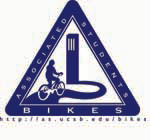 ASSOCIATED
STUDENTS
BIKES
http://as.ucsb.edu/bikes